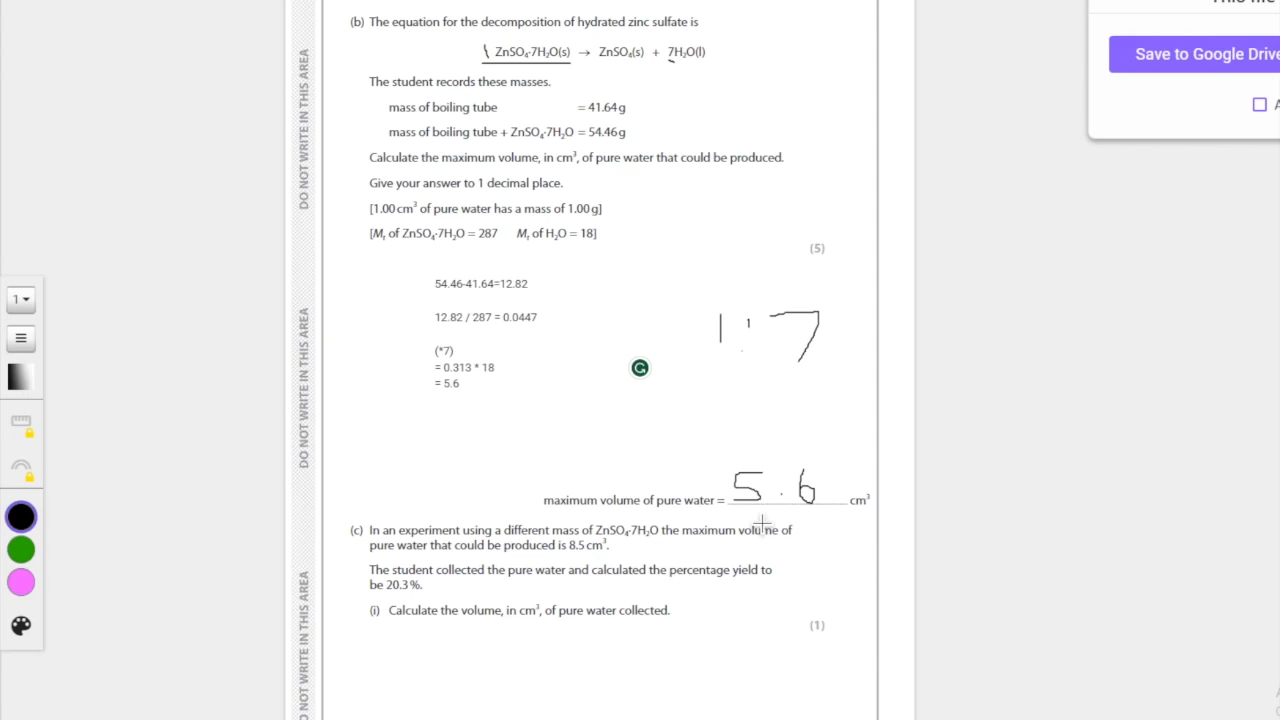 This file
Save to Google Drive
(b) The equation for the decomposition of hydrated zinc sulfate is
ZnSO₄·7H₂O(s) → ZnSO₄(s) + 7H₂O(l)
The student records these masses.
mass of boiling tube = 41.64 g
mass of boiling tube + ZnSO₄·7H₂O = 54.46 g
Calculate the maximum volume, in cm³, of pure water that could be produced.
Give your answer to 1 decimal place.
[1.00 cm³ of pure water has a mass of 1.00 g]
[Mᵣ of ZnSO₄·7H₂O = 287 Mᵣ of H₂O = 18]
(5)
54.46-41.64=12.82
12.82 / 287 = 0.0447
(*7)
= 0.313 * 18
= 5.6
1:7
maximum volume of pure water = 5.6 cm³
(c) In an experiment using a different mass of ZnSO₄·7H₂O the maximum volume of
pure water that could be produced is 8.5 cm³.
The student collected the pure water and calculated the percentage yield to
be 20.3%.
(i) Calculate the volume, in cm³, of pure water collected.
(1)
DO NOT WRITE IN THIS AREA
DO NOT WRITE IN THIS AREA
DO NOT WRITE IN THIS AREA
1